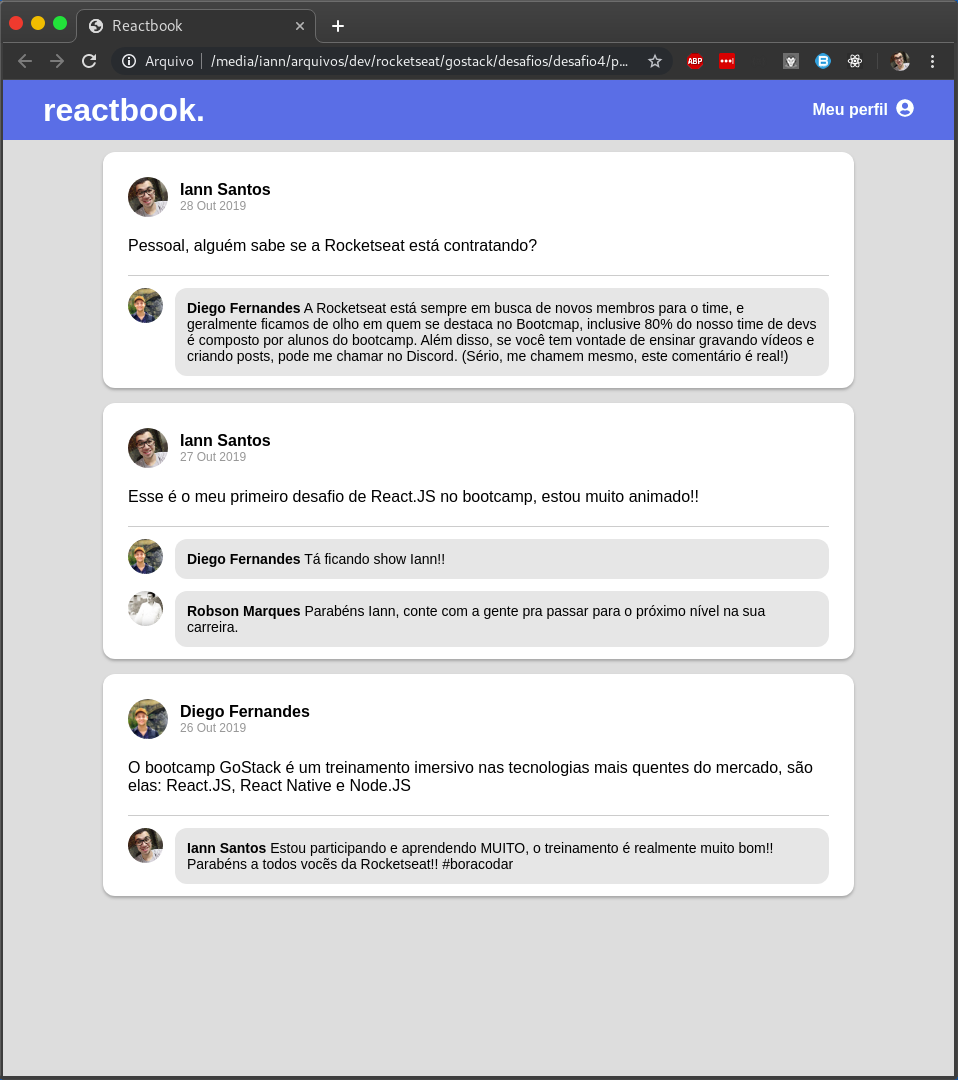 Reactbook
Arquivo /media/iann/arquivos/dev/rocketseat/gostack/desafios/desafio4/p...
ABP
reactbook.
Meu perfil
Iann Santos
28 Out 2019
Pessoal, alguém sabe se a Rocketseat está contratando?
Diego Fernandes A Rocketseat está sempre em busca de novos membros para o time, e
geralmente ficamos de olho em quem se destaca no Bootcmap, inclusive 80% do nosso time de devs
é composto por alunos do bootcamp. Além disso, se você tem vontade de ensinar gravando vídeos e
criando posts, pode me chamar no Discord. (Sério, me chamem mesmo, este comentário é real!)
Iann Santos
27 Out 2019
Esse é o meu primeiro desafio de React.JS no bootcamp, estou muito animado!!
Diego Fernandes Tá ficando show Iann!!
Robson Marques Parabéns Iann, conte com a gente pra passar para o próximo nível na sua
carreira.
Diego Fernandes
26 Out 2019
O bootcamp GoStack é um treinamento imersivo nas tecnologias mais quentes do mercado, são
elas: React.JS, React Native e Node.JS
Iann Santos Estou participando e aprendendo MUITO, o treinamento é realmente muito bom!!
Parabéns a todos vocẽs da Rocketseat!! #boracodar